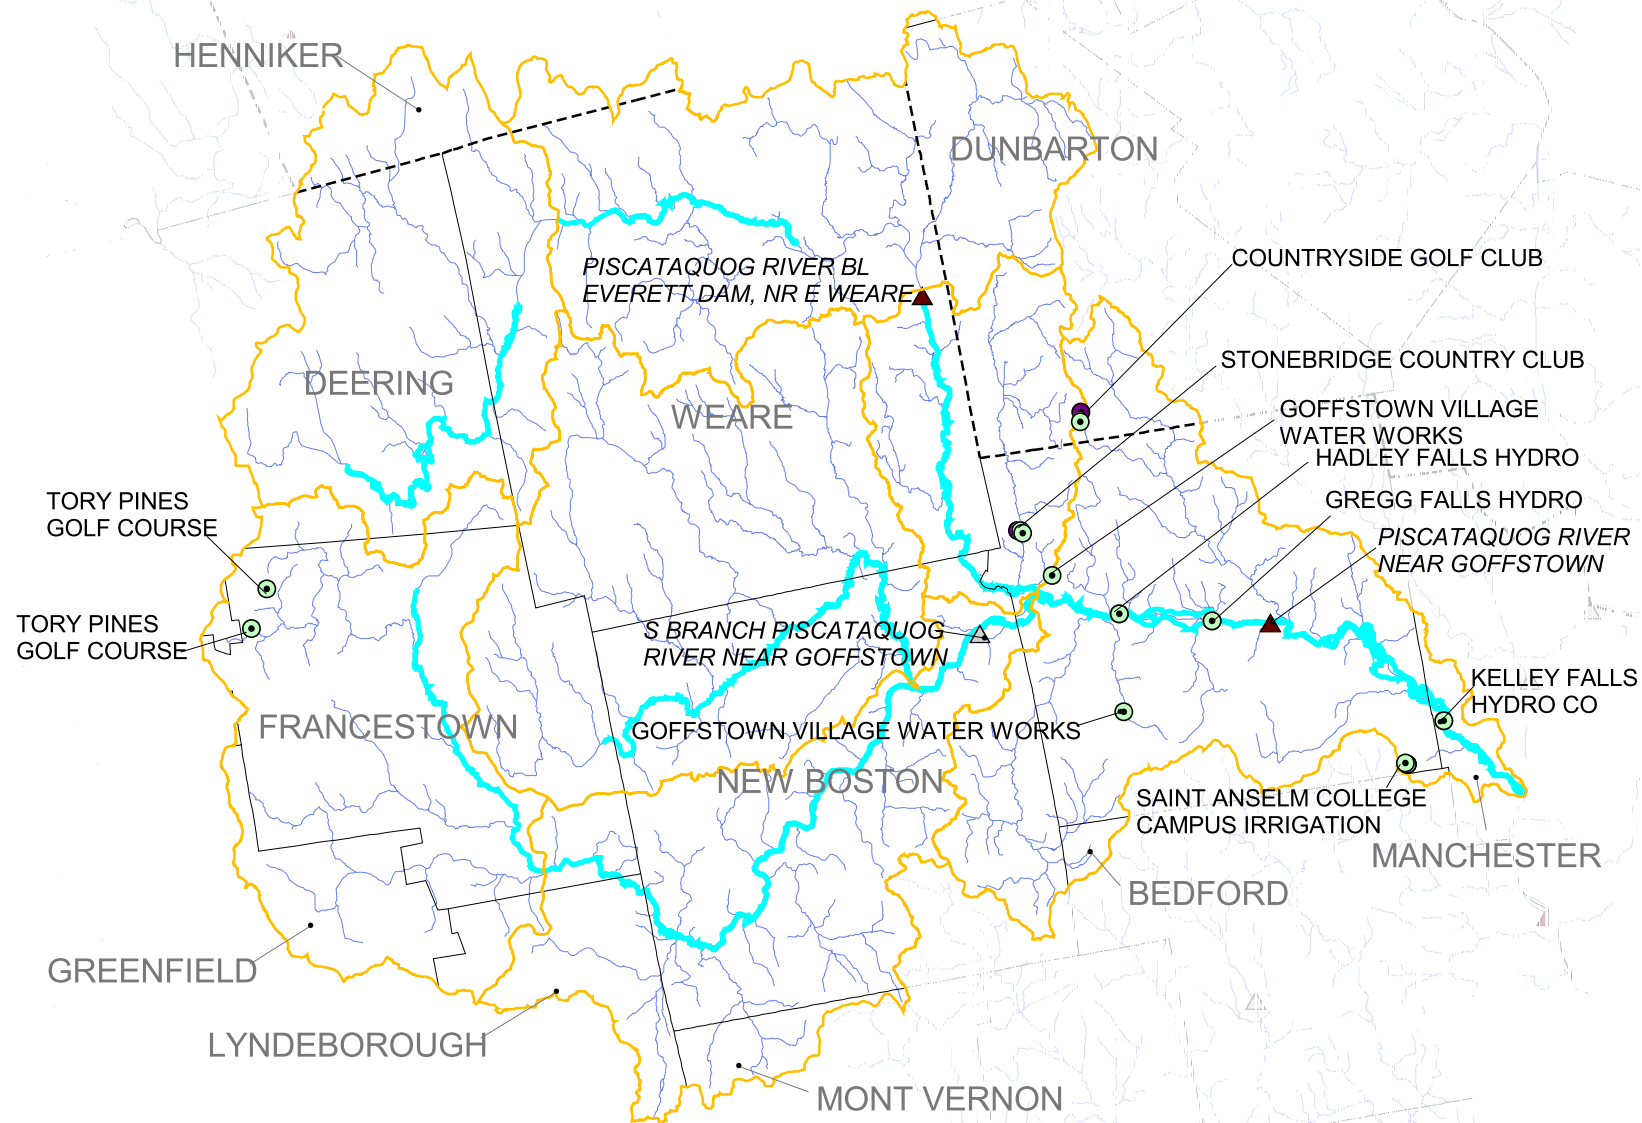 HENNIKER
DUNBARTON
COUNTRYSIDE GOLF CLUB
PISCATAQUOG RIVER BL
EVERETT DAM, NR E WEARE
STONEBRIDGE COUNTRY CLUB
DEERING
WEARE
GOFFSTOWN VILLAGE
WATER WORKS
HADLEY FALLS HYDRO
TORY PINES
GOLF COURSE
GREGG FALLS HYDRO
PISCATAQUOG RIVER
NEAR GOFFSTOWN
TORY PINES
GOLF COURSE
S BRANCH PISCATAQUOG
RIVER NEAR GOFFSTOWN
KELLEY FALLS
HYDRO CO
FRANCESTOWN
GOFFSTOWN VILLAGE WATER WORKS
NEW BOSTON
SAINT ANSELM COLLEGE
CAMPUS IRRIGATION
MANCHESTER
BEDFORD
GREENFIELD
LYNDEBOROUGH
MONT VERNON